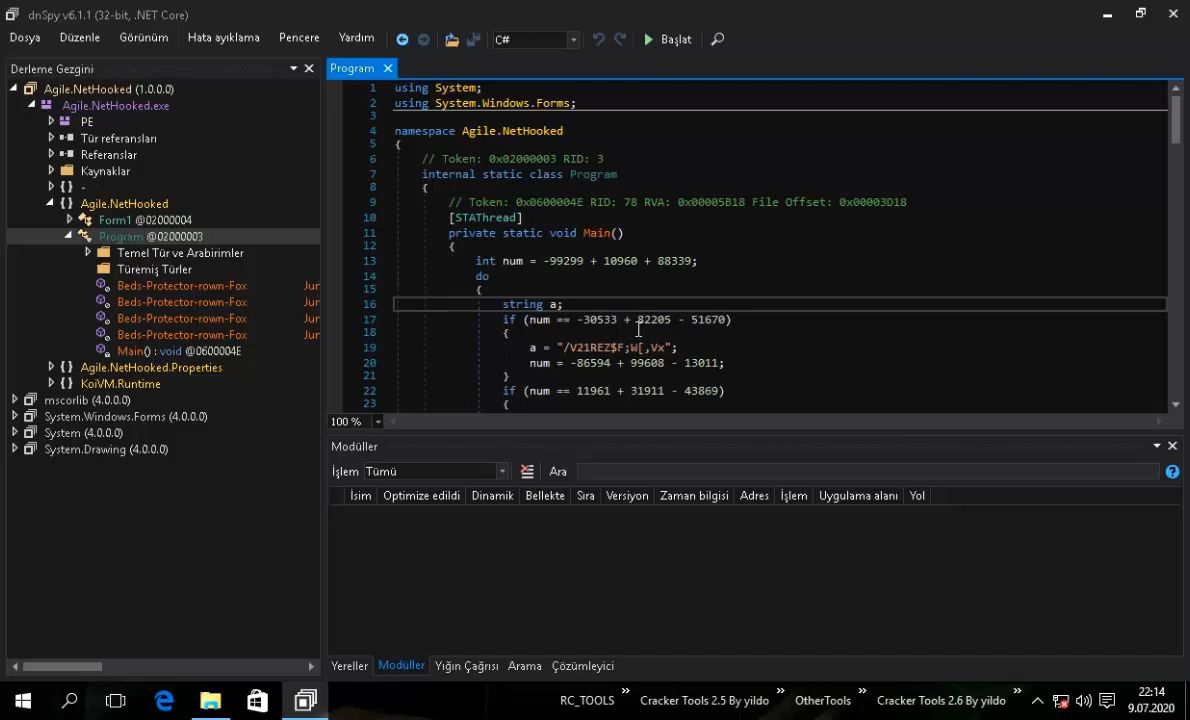 dnSpy v6.1.1 (32-bit, .NET Core)
Dosya Düzenle Görünüm Hata ayıklama Pencere Yardım C# Başlat
Derleme Gezgini
Program
Agile.NetHooked (1.0.0.0)
Agile.NetHooked.exe
PE
Tür referansları
Referanslar
Kaynaklar
-
Agile.NetHooked
Form1 @02000004
Program @02000003
Temel Tür ve Arabirimler
Türemiş Türler
Beds-Protector-rown-Fox Jur
Beds-Protector-rown-Fox Jur
Beds-Protector-rown-Fox Jur
Beds-Protector-rown-Fox Jur
Main() : void @0600004E
Agile.NetHooked.Properties
KoiVM.Runtime
mscorlib (4.0.0.0)
System.Windows.Forms (4.0.0.0)
System (4.0.0.0)
System.Drawing (4.0.0.0)
1 using System;
2 using System.Windows.Forms;
3
4 namespace Agile.NetHooked
5 {
6 // Token: 0x02000003 RID: 3
7 internal static class Program
8 {
9 // Token: 0x0600004E RID: 78 RVA: 0x00005B18 File Offset: 0x00003D18
10 [STAThread]
11 private static void Main()
12 {
13 int num = -99299 + 10960 + 88339;
14 do
15 {
16 string a;
17 if (num == -30533 + 82205 - 51670)
18 {
19 a = "/V21REZ$F;W[,Vx";
20 num = -86594 + 99608 - 13011;
21 }
22 if (num == 11961 + 31911 - 43869)
23 {
100 %
Modüller
İşlem Tümü Ara
İsim Optimize edildi Dinamik Bellekte Sıra Versiyon Zaman bilgisi Adres İşlem Uygulama alanı Yol
Yereller Modüller Yığın Çağrısı Arama Çözümleyici
RC_TOOLS Cracker Tools 2.5 By yildo OtherTools Cracker Tools 2.6 By yildo
22:14
9.07.2020